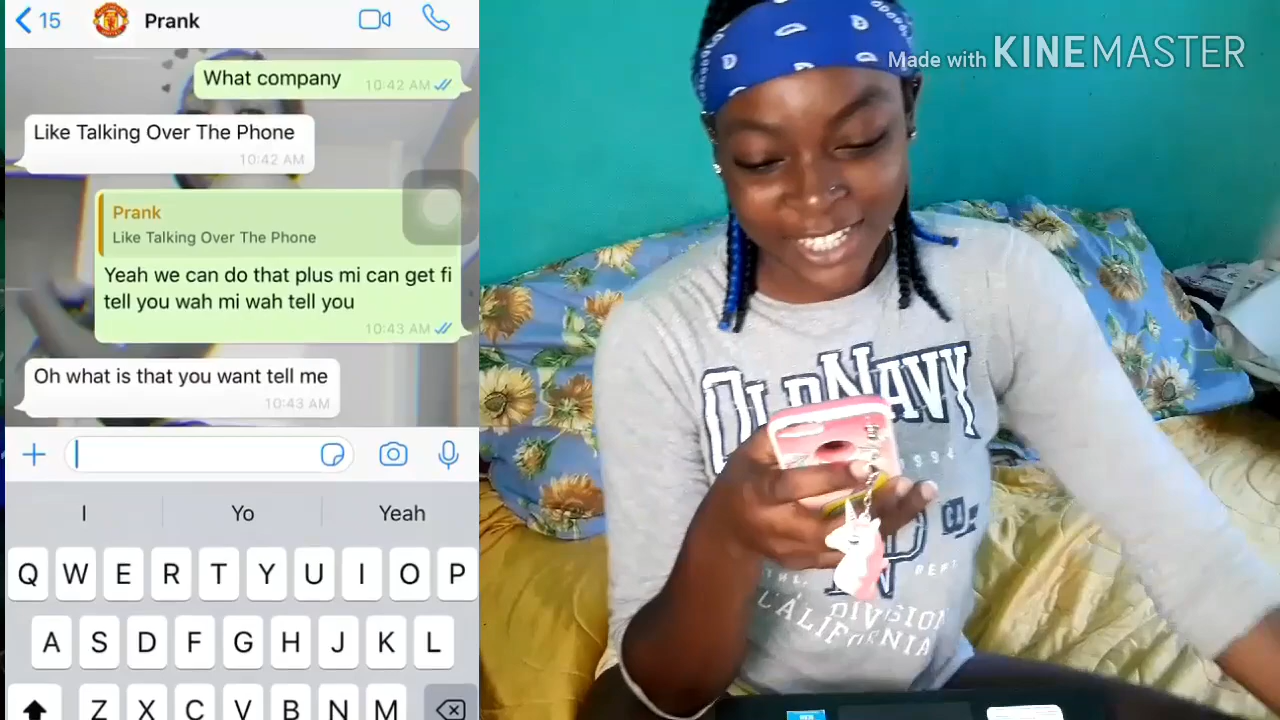 15
Prank
What company
10:42 AM
Like Talking Over The Phone
10:42 AM
Prank
Like Talking Over The Phone
Yeah we can do that plus mi can get fi
tell you wah mi wah tell you
10:43 AM
Oh what is that you want tell me
10:43 AM
I
Yo
Yeah
Q W E R T Y U I O P
A S D F G H J K L
Z X C V B N M
Made with KINEMASTER
OLD NAVY
DIVISION
CALIFORNIA